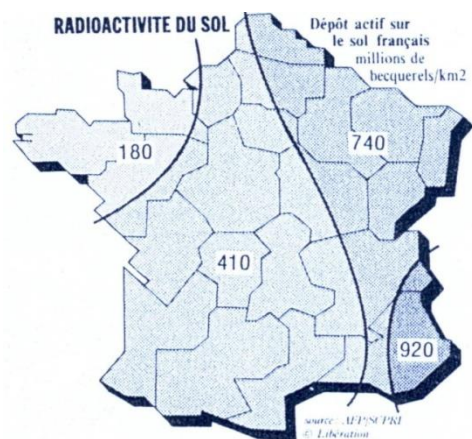 RADIOACTIVITE DU SOL
Dépôt actif sur
le sol français
millions de
becquerels/km2
180
740
410
920
source : AFP/SCPRI
© Libération